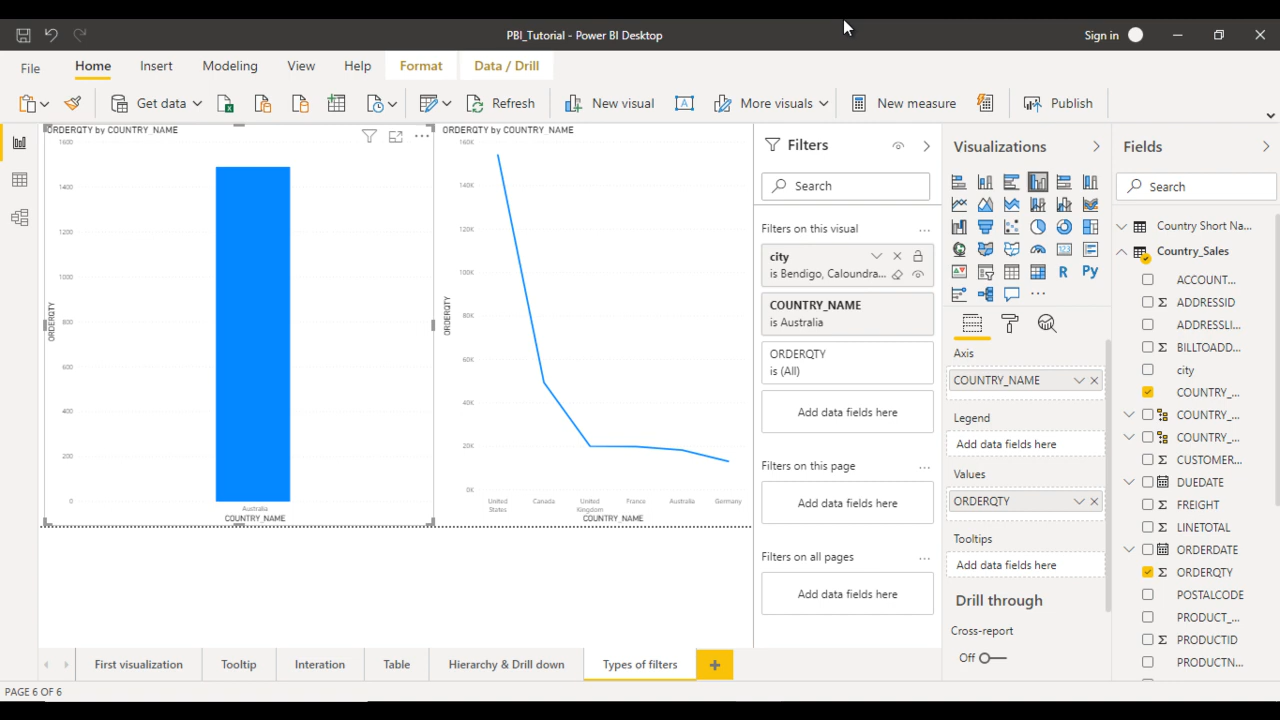 PBI_Tutorial - Power BI Desktop
Sign in
File
Home
Insert
Modeling
View
Help
Format
Data / Drill
Get data
Refresh
New visual
More visuals
New measure
Publish
ORDERQTY by COUNTRY_NAME
1600
1400
1200
1000
800
600
400
200
0
ORDERQTY
Australia
COUNTRY_NAME
ORDERQTY by COUNTRY_NAME
160K
140K
120K
100K
80K
60K
40K
20K
0K
ORDERQTY
United States
Canada
United Kingdom
France
Australia
Germany
COUNTRY_NAME
Filters
Search
Filters on this visual
city
is Bendigo, Caloundra...
COUNTRY_NAME
is Australia
ORDERQTY
is (All)
Add data fields here
Filters on this page
Add data fields here
Filters on all pages
Add data fields here
Visualizations
R
Py
Axis
COUNTRY_NAME
Legend
Add data fields here
Values
ORDERQTY
Tooltips
Add data fields here
Drill through
Cross-report
Off
Fields
Search
Country Short Na...
Country_Sales
ACCOUNT...
Σ ADDRESSID
ADDRESSLI...
Σ BILLTOADD...
city
COUNTRY_...
COUNTRY_...
COUNTRY_...
Σ CUSTOMER...
DUEDATE
Σ FREIGHT
Σ LINETOTAL
ORDERDATE
Σ ORDERQTY
POSTALCODE
PRODUCT_...
Σ PRODUCTID
PRODUCTN...
First visualization
Tooltip
Interation
Table
Hierarchy & Drill down
Types of filters
PAGE 6 OF 6